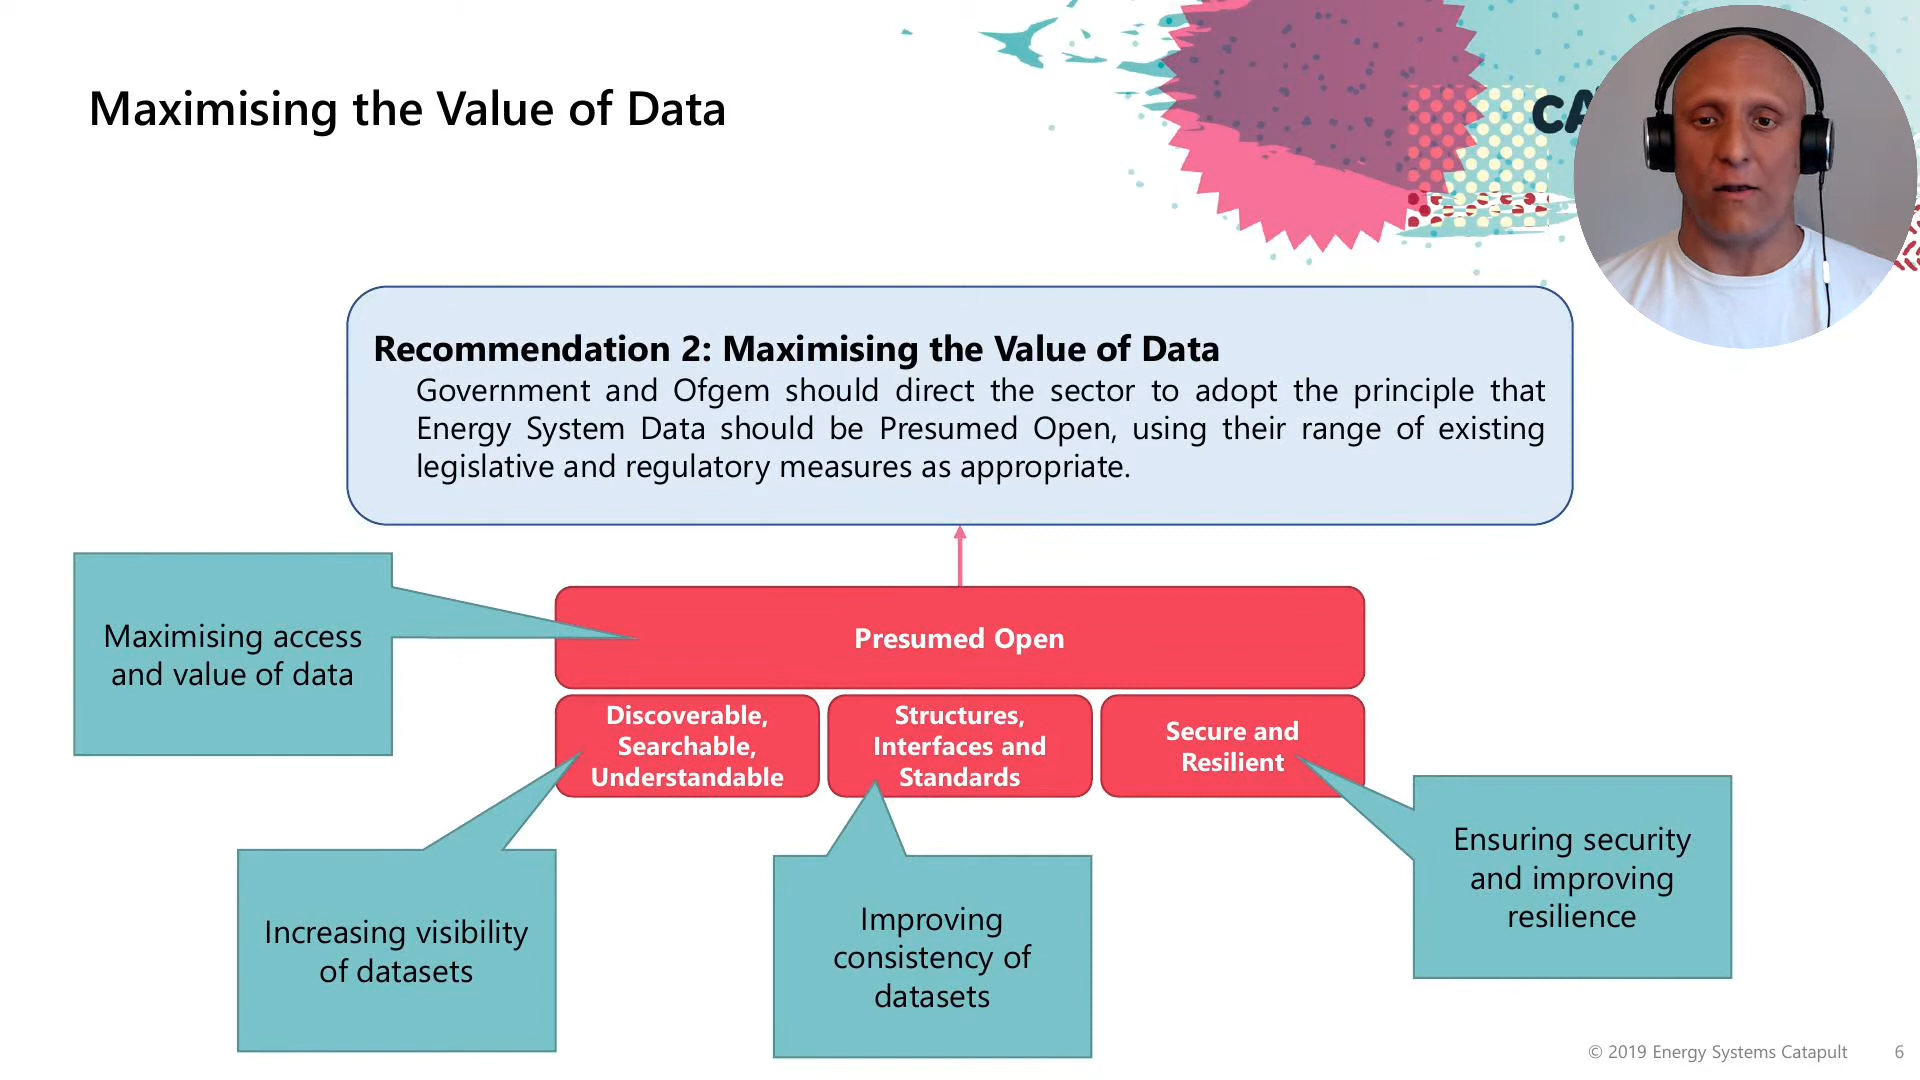 Maximising the Value of Data
CA
Recommendation 2: Maximising the Value of Data
Government and Ofgem should direct the sector to adopt the principle that
Energy System Data should be Presumed Open, using their range of existing
legislative and regulatory measures as appropriate.
Maximising access
and value of data
Presumed Open
Discoverable,
Searchable,
Understandable
Structures,
Interfaces and
Standards
Secure and
Resilient
Increasing visibility
of datasets
Improving
consistency of
datasets
Ensuring security
and improving
resilience
© 2019 Energy Systems Catapult
6